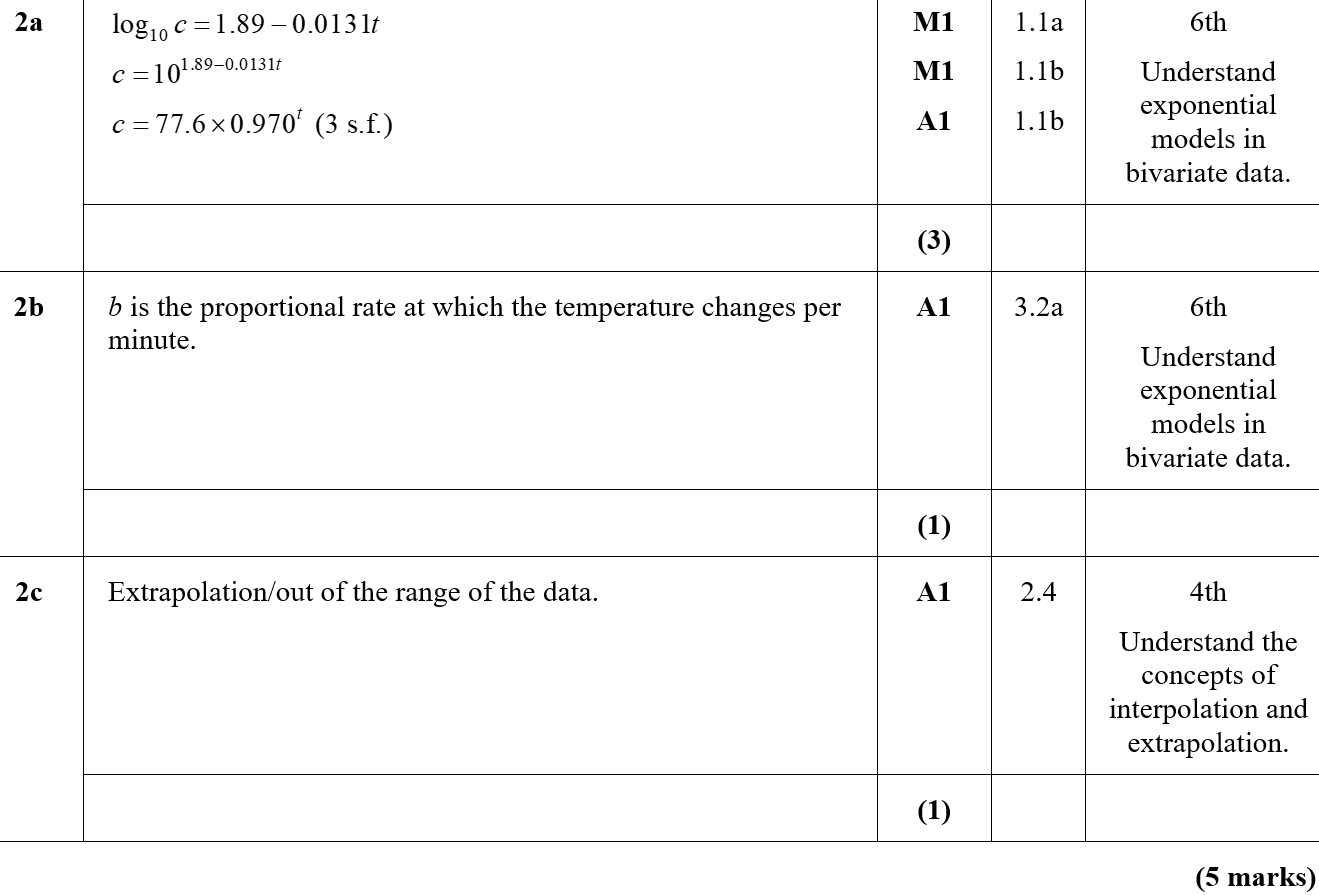 2a log₁₀ c = 1.89 − 0.0131t M1 1.1a 6th
c = 10^(1.89−0.0131t) M1 1.1b Understand
exponential
c = 77.6 × 0.970^t (3 s.f.) A1 1.1b models in
bivariate data.
(3)
2b b is the proportional rate at which the temperature changes per A1 3.2a 6th
minute.
Understand
exponential
models in
bivariate data.
(1)
2c Extrapolation/out of the range of the data. A1 2.4 4th
Understand the
concepts of
interpolation and
extrapolation.
(1)
(5 marks)